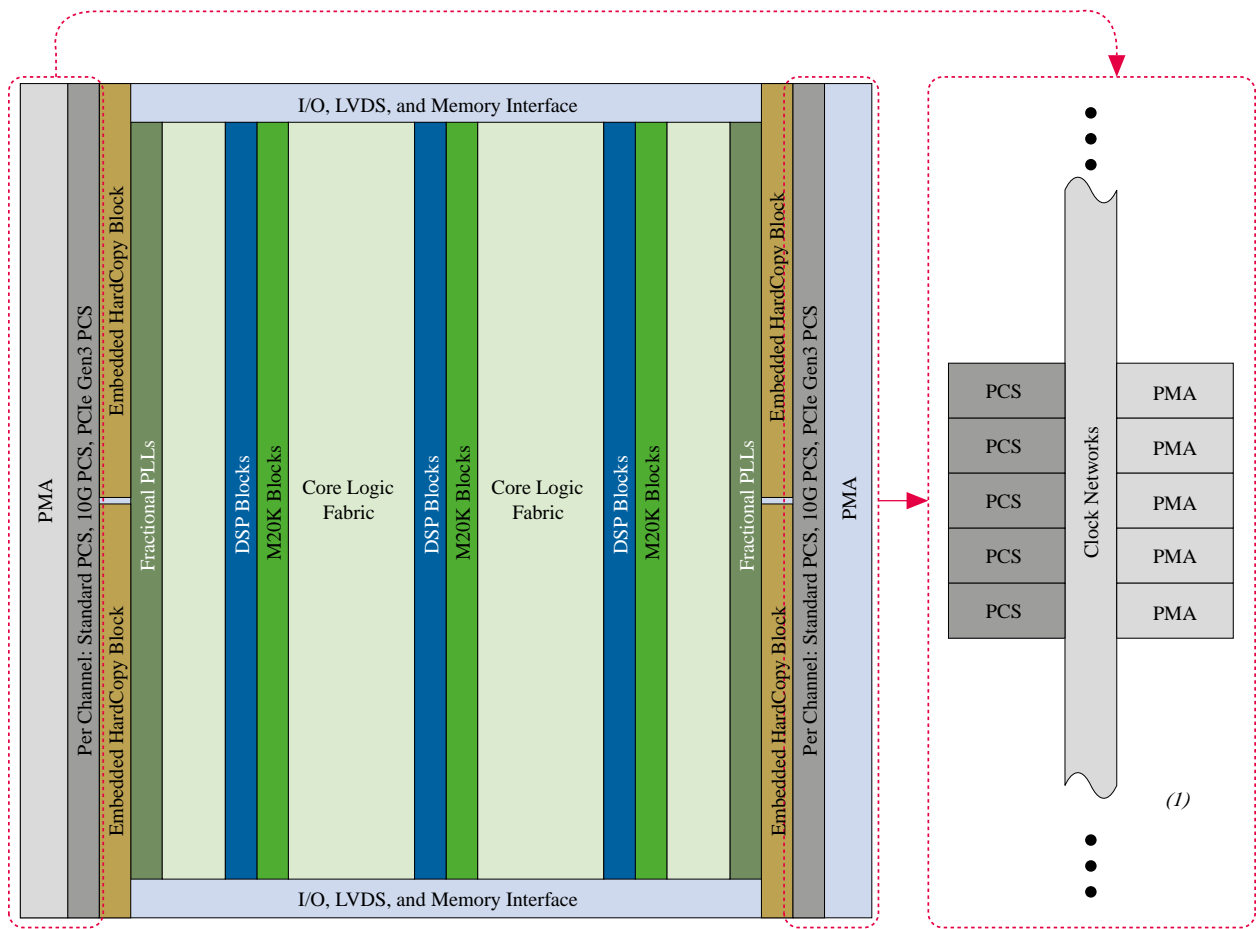 I/O, LVDS, and Memory Interface
PMA
Per Channel: Standard PCS, 10G PCS, PCIe Gen3 PCS
Embedded HardCopy Block
Embedded HardCopy Block
Fractional PLLs
DSP Blocks
M20K Blocks
Core Logic
Fabric
DSP Blocks
M20K Blocks
Core Logic
Fabric
DSP Blocks
M20K Blocks
Fractional PLLs
Embedded HardCopy Block
Embedded HardCopy Block
Per Channel: Standard PCS, 10G PCS, PCIe Gen3 PCS
PMA
I/O, LVDS, and Memory Interface
PCS
PCS
PCS
PCS
PCS
Clock Networks
PMA
PMA
PMA
PMA
PMA
(1)